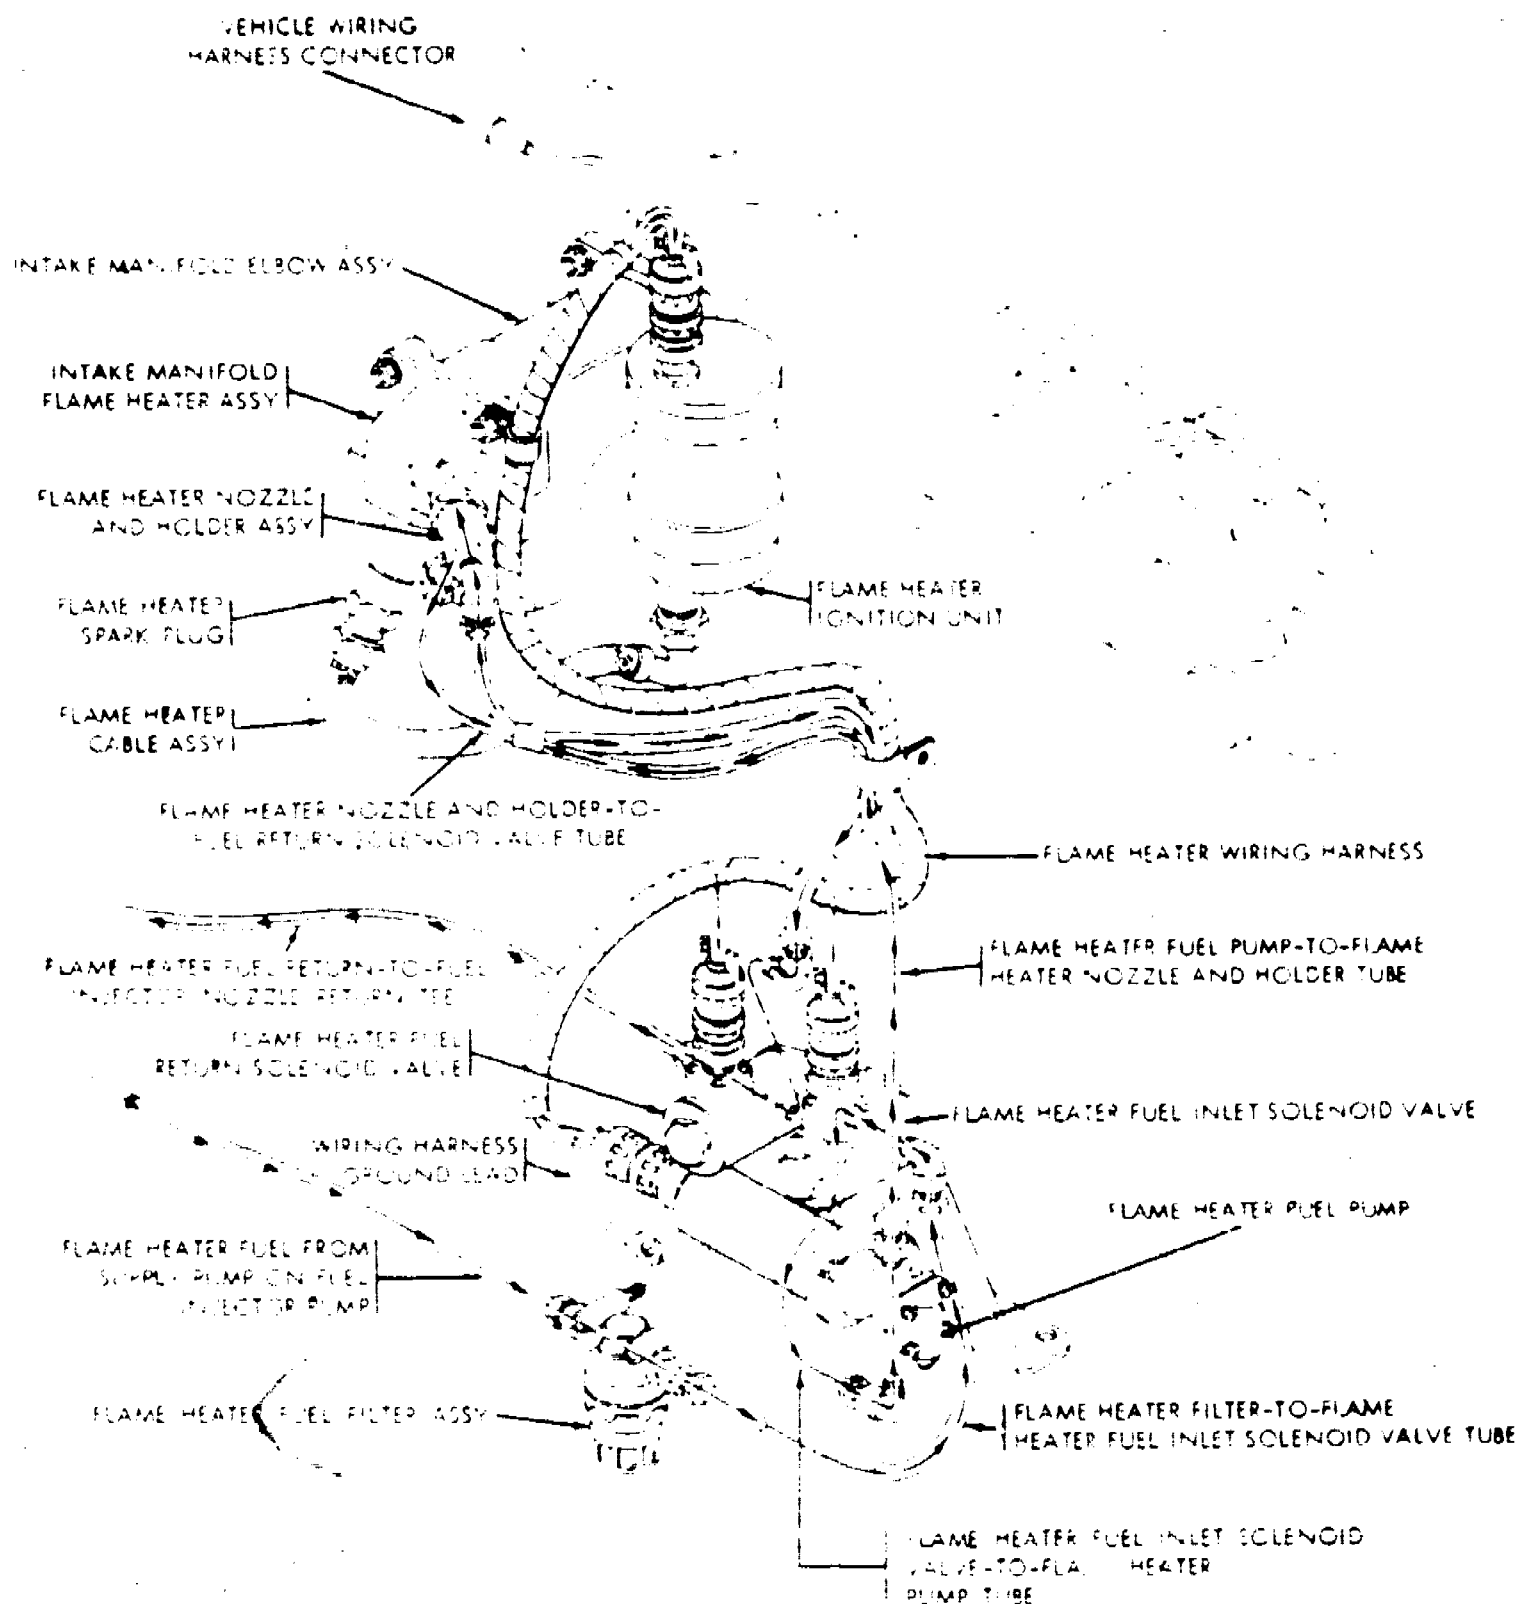 VEHICLE WIRING
HARNESS CONNECTOR
INTAKE MANIFOLD ELBOW ASSY
INTAKE MANIFOLD
FLAME HEATER ASSY
FLAME HEATER NOZZLE
AND HOLDER ASSY
FLAME HEATER
SPARK PLUG
FLAME HEATER
IGNITION UNIT
FLAME HEATER
CABLE ASSY
FLAME HEATER NOZZLE AND HOLDER-TO-
FUEL RETURN SOLENOID VALVE TUBE
FLAME HEATER WIRING HARNESS
FLAME HEATER FUEL RETURN-TO-FUEL
INJECTOR NOZZLE RETURN TEE
FLAME HEATER FUEL PUMP-TO-FLAME
HEATER NOZZLE AND HOLDER TUBE
FLAME HEATER FUEL
RETURN SOLENOID VALVE
FLAME HEATER FUEL INLET SOLENOID VALVE
WIRING HARNESS
GROUND LEAD
FLAME HEATER FUEL PUMP
FLAME HEATER FUEL FROM
SUPPLY PUMP ON FUEL
INJECTOR PUMP
FLAME HEATER FUEL FILTER ASSY
FLAME HEATER FILTER-TO-FLAME
HEATER FUEL INLET SOLENOID VALVE TUBE
FLAME HEATER FUEL INLET SOLENOID
VALVE-TO-FLAME HEATER
PUMP TUBE